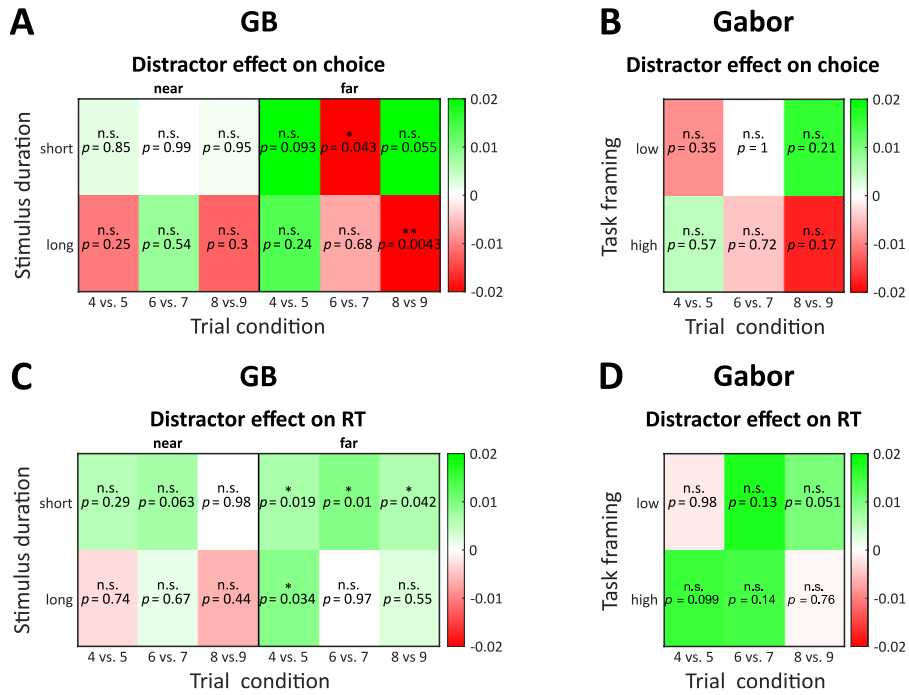 A
GB
Distractor effect on choice
near far
Stimulus duration
short
n.s. n.s. n.s. n.s. * n.s.
p = 0.85 p = 0.99 p = 0.95 p = 0.093 p = 0.043 p = 0.055
long
n.s. n.s. n.s. n.s. n.s. **
p = 0.25 p = 0.54 p = 0.3 p = 0.24 p = 0.68 p = 0.0043
4 vs. 5 6 vs. 7 8 vs.9 4 vs. 5 6 vs. 7 8 vs.9
Trial condition
0.02
0.01
0
-0.01
-0.02
B
Gabor
Distractor effect on choice
Task framing
low
n.s. n.s. n.s.
p = 0.35 p = 1 p = 0.21
high
n.s. n.s. n.s.
p = 0.57 p = 0.72 p = 0.17
4 vs. 5 6 vs. 7 8 vs.9
Trial condition
0.02
0.01
0
-0.01
-0.02
C
GB
Distractor effect on RT
near far
Stimulus duration
short
n.s. n.s. n.s. * * *
p = 0.29 p = 0.063 p = 0.98 p = 0.019 p = 0.01 p = 0.042
long
n.s. n.s. n.s. * n.s. n.s.
p = 0.74 p = 0.67 p = 0.44 p = 0.034 p = 0.97 p = 0.55
4 vs. 5 6 vs. 7 8 vs.9 4 vs. 5 6 vs. 7 8 vs.9
Trial condition
0.02
0.01
0
-0.01
-0.02
D
Gabor
Distractor effect on RT
Task framing
low
n.s. n.s. n.s.
p = 0.98 p = 0.13 p = 0.051
high
n.s. n.s. n.s.
p = 0.099 p = 0.14 p = 0.76
4 vs. 5 6 vs. 7 8 vs.9
Trial condition
0.02
0.01
0
-0.01
-0.02